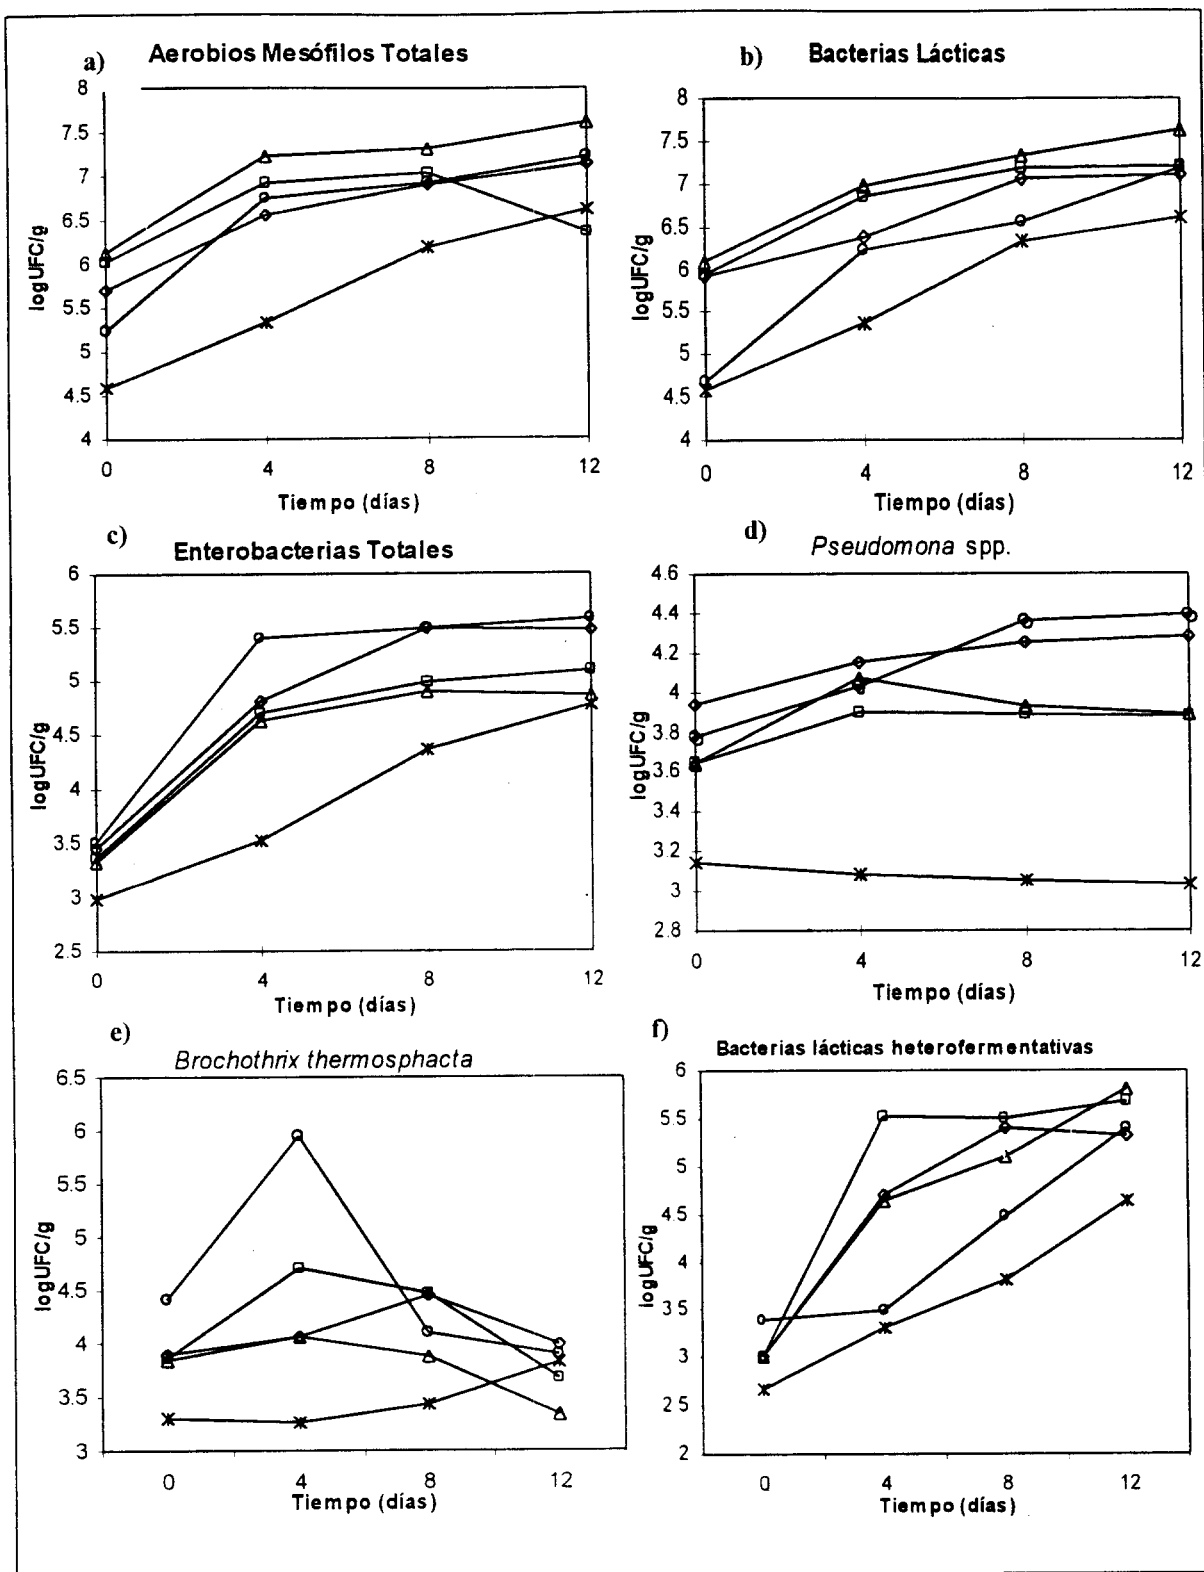 a) Aerobios Mesófilos Totales
8
7.5
7
6.5
6
5.5
5
4.5
4
logUFC/g
0 4 8 12
Tiempo (días)
b) Bacterias Lácticas
8
7.5
7
6.5
6
5.5
5
4.5
4
logUFC/g
0 4 8 12
Tiempo (días)
c) Enterobacterias Totales
6
5.5
5
4.5
4
3.5
3
2.5
logUFC/g
0 4 8 12
Tiempo (días)
d) Pseudomona spp.
4.6
4.4
4.2
4
3.8
3.6
3.4
3.2
3
2.8
logUFC/g
0 4 8 12
Tiempo (días)
e) Brochothrix thermosphacta
6.5
6
5.5
5
4.5
4
3.5
3
logUFC/g
0 4 8 12
Tiempo (días)
f) Bacterias lácticas heterofermentativas
6
5.5
5
4.5
4
3.5
3
2 5
2
logUFC/g
0 4 8 12
Tiempo (días)